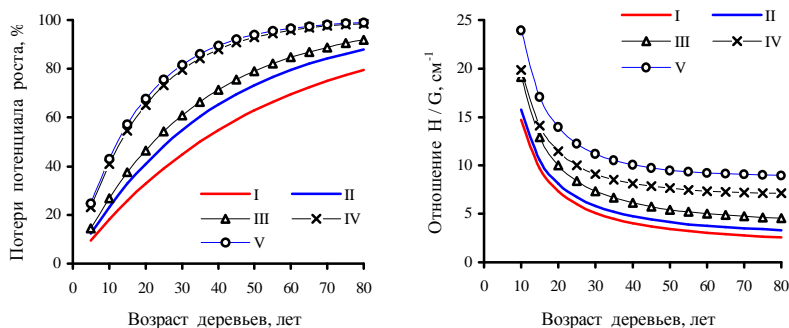 Потери потенциала роста, %
100
80
60
40
20
0
0 10 20 30 40 50 60 70 80
Возраст деревьев, лет
I II
III IV
V
Отношение H / G, см⁻¹
25
20
15
10
5
0
0 10 20 30 40 50 60 70 80
Возраст деревьев, лет
I II
III IV
V